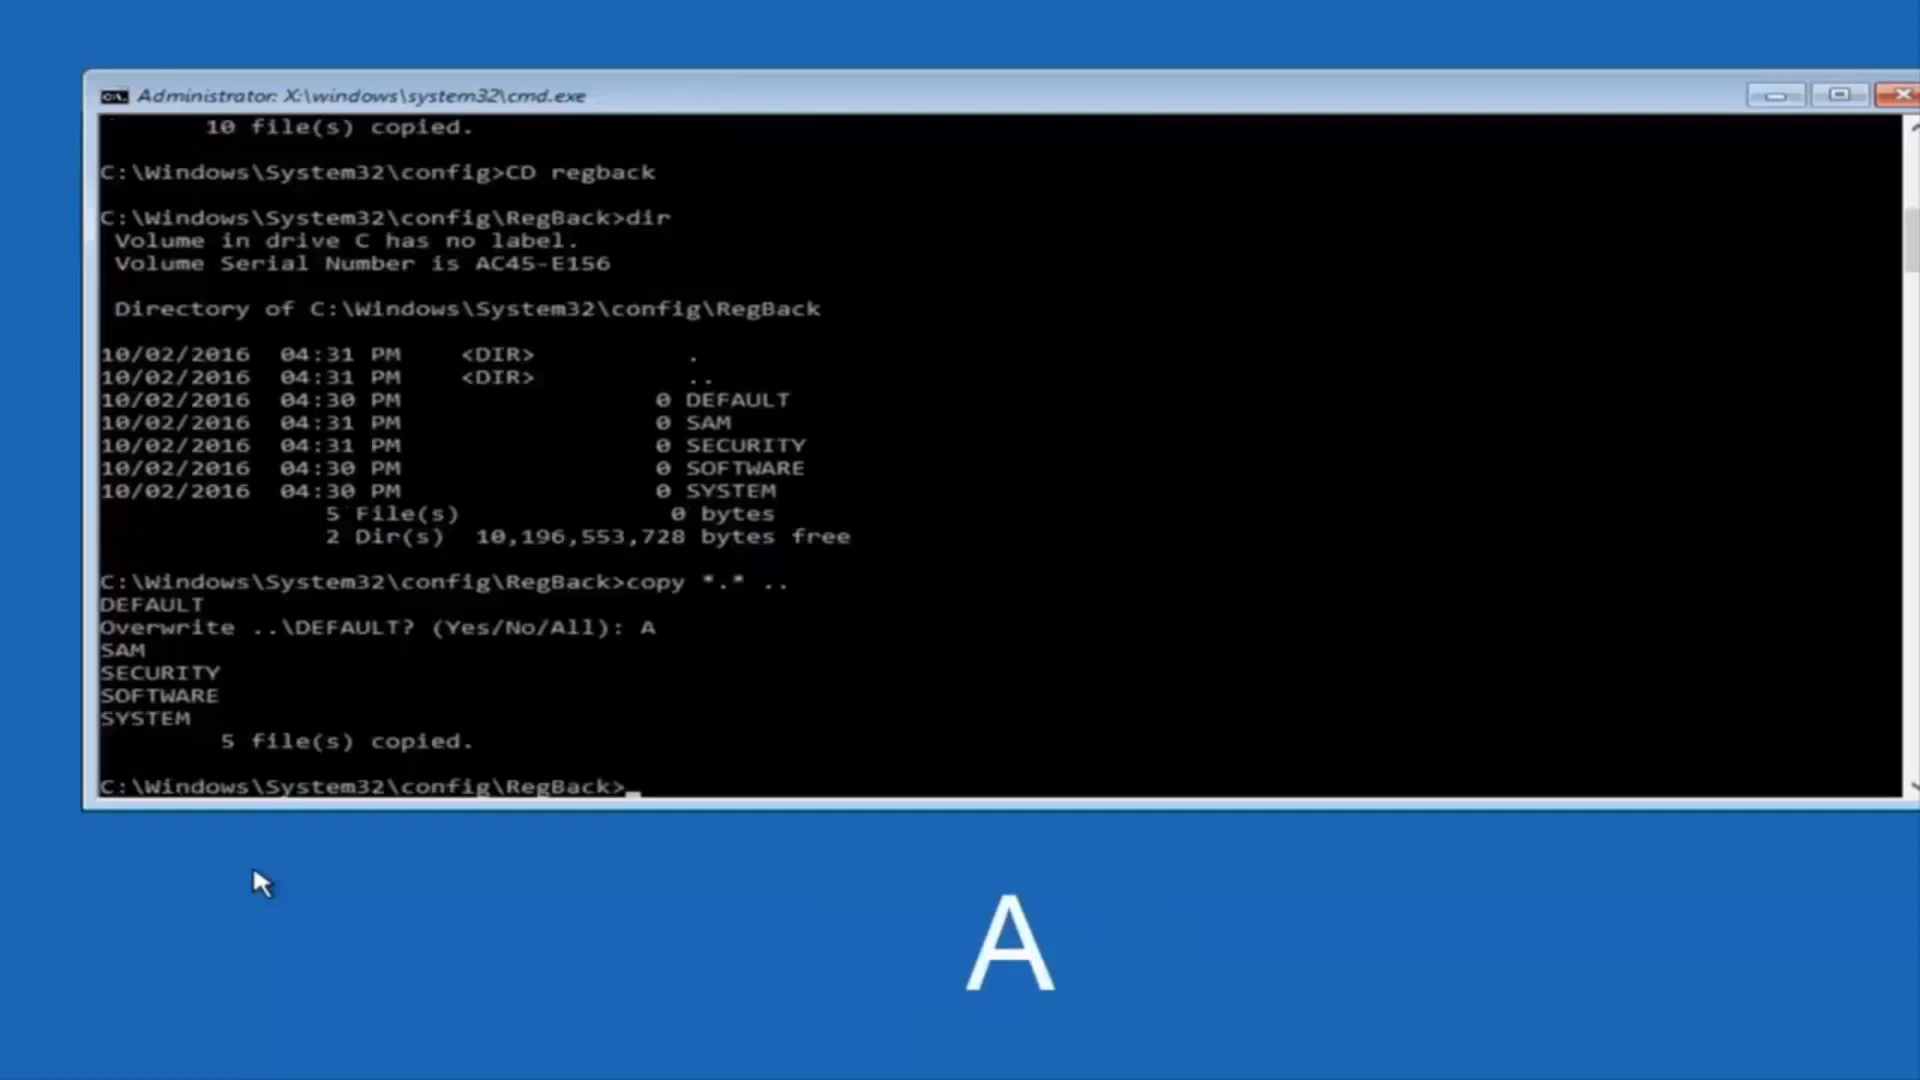 Administrator: X:\windows\system32\cmd.exe
10 file(s) copied.
C:\Windows\System32\config>CD regback
C:\Windows\System32\config\RegBack>dir
Volume in drive C has no label.
Volume Serial Number is AC45-E156
Directory of C:\Windows\System32\config\RegBack
10/02/2016 04:31 PM <DIR> .
10/02/2016 04:31 PM <DIR> ..
10/02/2016 04:30 PM 0 DEFAULT
10/02/2016 04:31 PM 0 SAM
10/02/2016 04:31 PM 0 SECURITY
10/02/2016 04:30 PM 0 SOFTWARE
10/02/2016 04:30 PM 0 SYSTEM
5 File(s) 0 bytes
2 Dir(s) 10,196,553,728 bytes free
C:\Windows\System32\config\RegBack>copy *.* ..
DEFAULT
Overwrite ..\DEFAULT? (Yes/No/All): A
SAM
SECURITY
SOFTWARE
SYSTEM
5 file(s) copied.
C:\Windows\System32\config\RegBack>_
A